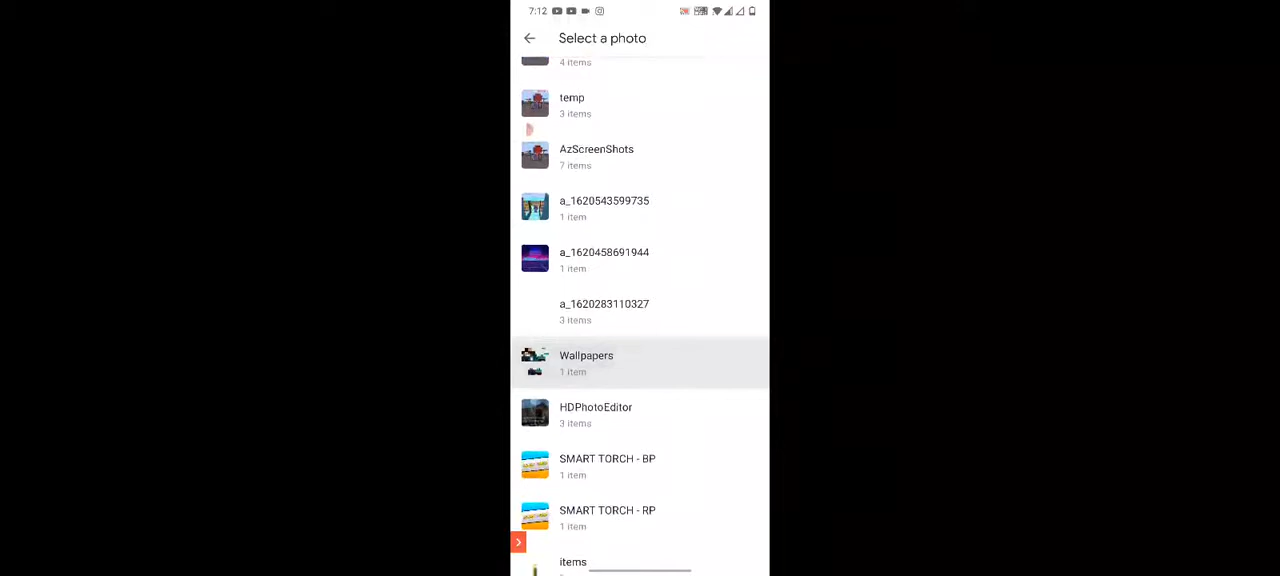 7:12
Select a photo
4 items
temp
3 items
AzScreenShots
7 items
a_1620543599735
1 item
a_1620458691944
1 item
a_1620283110327
3 items
Wallpapers
1 item
HDPhotoEditor
3 items
SMART TORCH - BP
1 item
SMART TORCH - RP
1 item
items